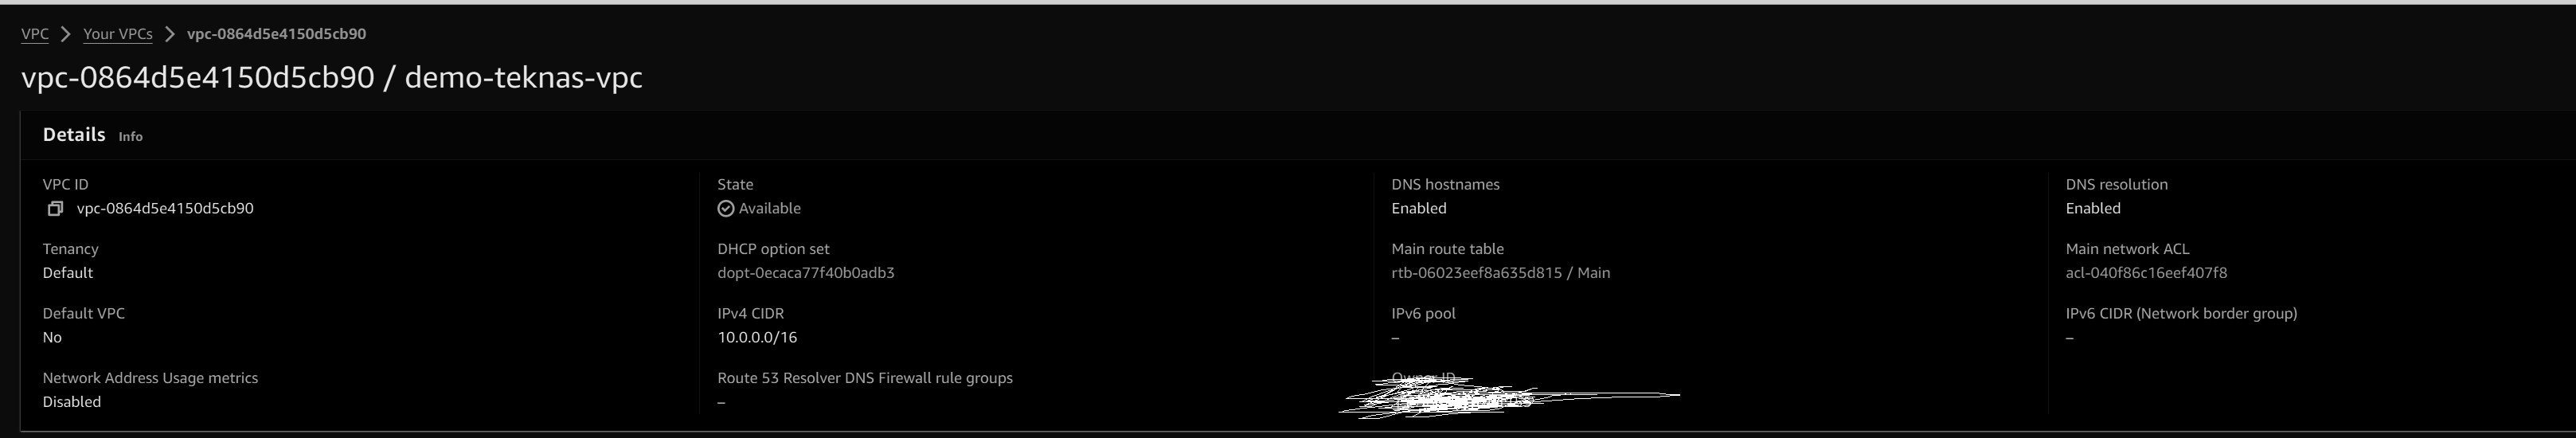 VPC > Your VPCs > vpc-0864d5e4150d5cb90
vpc-0864d5e4150d5cb90 / demo-teknas-vpc
Details Info
VPC ID
vpc-0864d5e4150d5cb90
Tenancy
Default
Default VPC
No
Network Address Usage metrics
Disabled
State
Available
DHCP option set
dopt-0ecaca77f40b0adb3
IPv4 CIDR
10.0.0.0/16
Route 53 Resolver DNS Firewall rule groups
–
DNS hostnames
Enabled
Main route table
rtb-06023eef8a635d815 / Main
IPv6 pool
–
Owner ID
DNS resolution
Enabled
Main network ACL
acl-040f86c16eef407f8
IPv6 CIDR (Network border group)
–